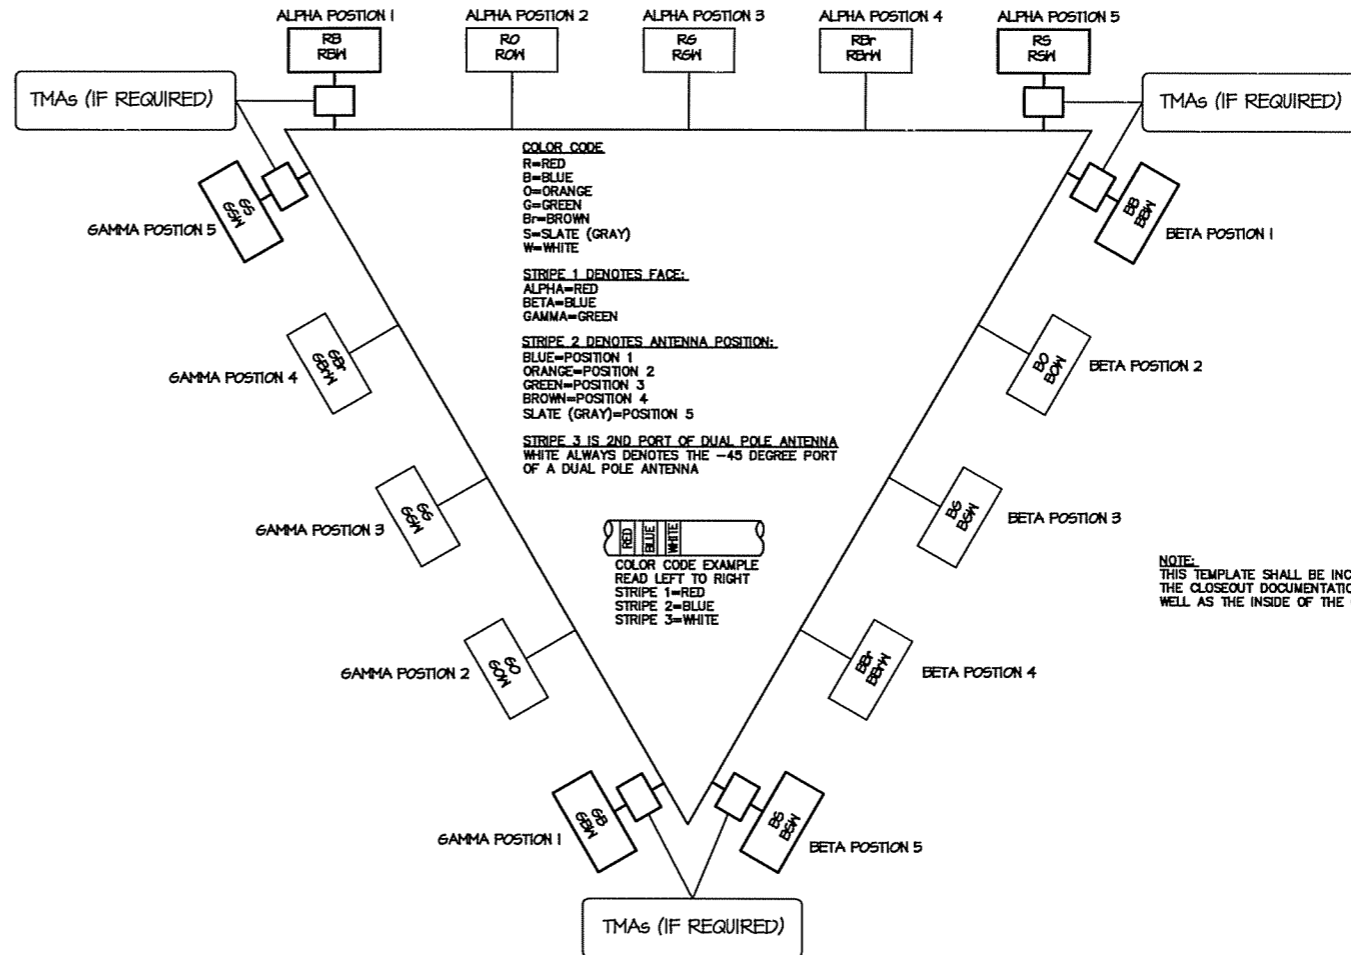 ALPHA POSTION 1
ALPHA POSTION 2
ALPHA POSTION 3
ALPHA POSTION 4
ALPHA POSTION 5
RB
RBW
RO
ROW
RG
RGW
RBr
RBrW
RS
RSW
TMAs (IF REQUIRED)
TMAs (IF REQUIRED)
COLOR CODE
R=RED
B=BLUE
O=ORANGE
G=GREEN
Br=BROWN
S=SLATE (GRAY)
W=WHITE
GS
GSW
GAMMA POSTION 5
BB
BBW
BETA POSTION 1
STRIPE 1 DENOTES FACE:
ALPHA=RED
BETA=BLUE
GAMMA=GREEN
STRIPE 2 DENOTES ANTENNA POSITION:
BLUE=POSITION 1
ORANGE=POSITION 2
GREEN=POSITION 3
BROWN=POSITION 4
SLATE (GRAY)=POSITION 5
GBr
GBrW
GAMMA POSTION 4
BO
BOW
BETA POSTION 2
STRIPE 3 IS 2ND PORT OF DUAL POLE ANTENNA
WHITE ALWAYS DENOTES THE -45 DEGREE PORT
OF A DUAL POLE ANTENNA
GG
GGW
GAMMA POSTION 3
BG
BGW
BETA POSTION 3
RED
BLUE
WHITE
COLOR CODE EXAMPLE
READ LEFT TO RIGHT
STRIPE 1=RED
STRIPE 2=BLUE
STRIPE 3=WHITE
NOTE:
THIS TEMPLATE SHALL BE INC
THE CLOSEOUT DOCUMENTATIO
WELL AS THE INSIDE OF THE
GO
GOW
GAMMA POSTION 2
BBr
BBrW
BETA POSTION 4
GB
GBW
GAMMA POSTION 1
BS
BSW
BETA POSTION 5
TMAs (IF REQUIRED)